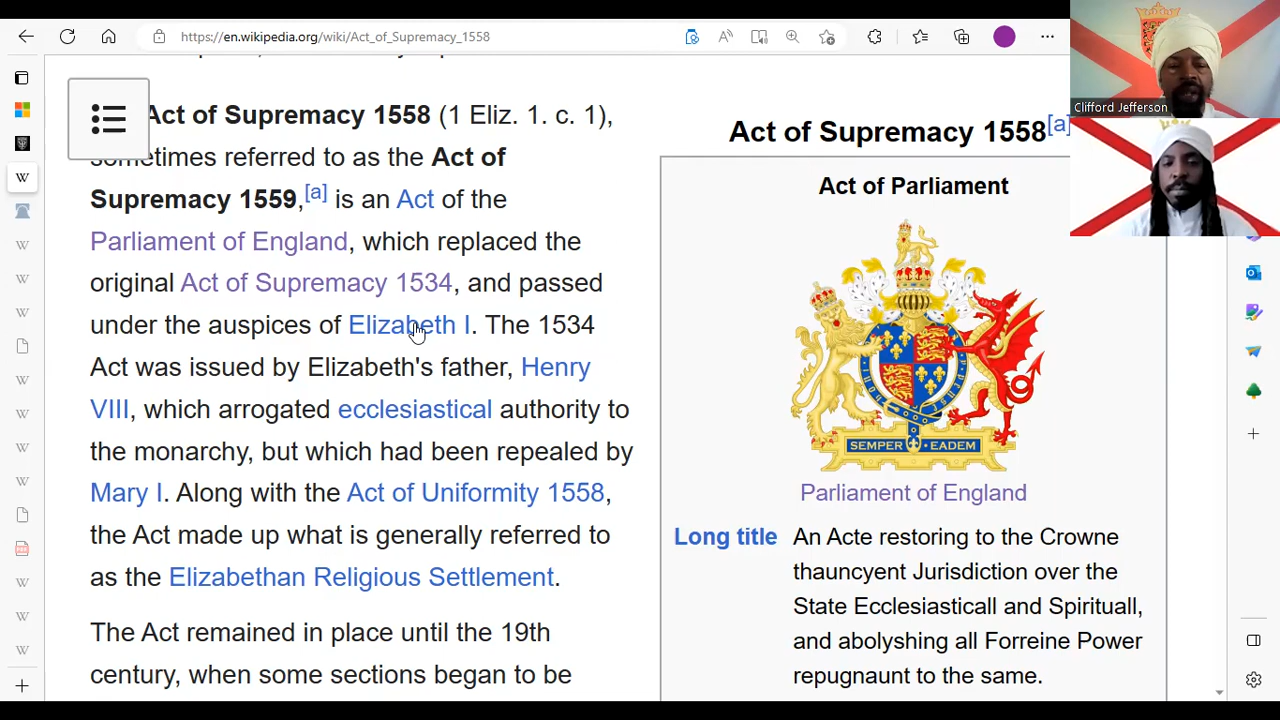 https://en.wikipedia.org/wiki/Act_of_Supremacy_1558
Clifford Jefferson
Act of Supremacy 1558 (1 Eliz. 1. c. 1),
sometimes referred to as the Act of
Supremacy 1559,[a] is an Act of the
Parliament of England, which replaced the
original Act of Supremacy 1534, and passed
under the auspices of Elizabeth I. The 1534
Act was issued by Elizabeth's father, Henry
VIII, which arrogated ecclesiastical authority to
the monarchy, but which had been repealed by
Mary I. Along with the Act of Uniformity 1558,
the Act made up what is generally referred to
as the Elizabethan Religious Settlement.
The Act remained in place until the 19th
century, when some sections began to be
Act of Supremacy 1558[a]
Act of Parliament
SEMPER EADEM
Parliament of England
Long title An Acte restoring to the Crowne
thauncyent Jurisdiction over the
State Ecclesiasticall and Spirituall,
and abolyshing all Forreine Power
repugnaunt to the same.